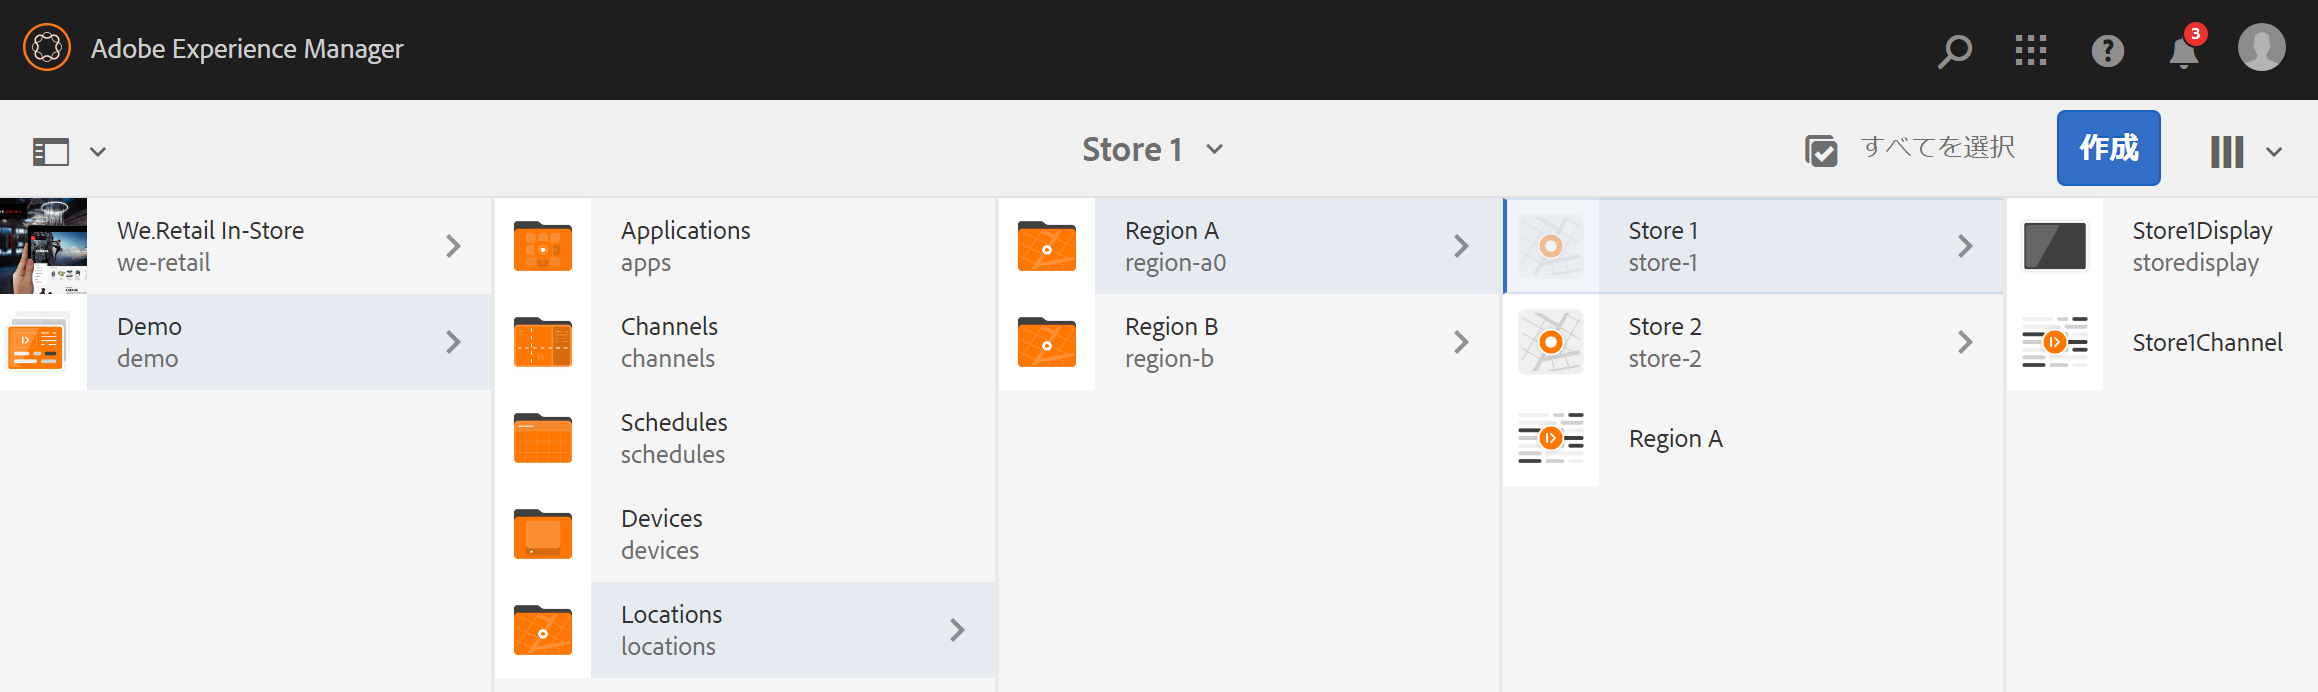 Adobe Experience Manager
3
Store 1
すべてを選択
作成
We.Retail In-Store
we-retail
Demo
demo
Applications
apps
Channels
channels
Schedules
schedules
Devices
devices
Locations
locations
Region A
region-a0
Region B
region-b
Store 1
store-1
Store 2
store-2
Region A
Store1Display
storedisplay
Store1Channel